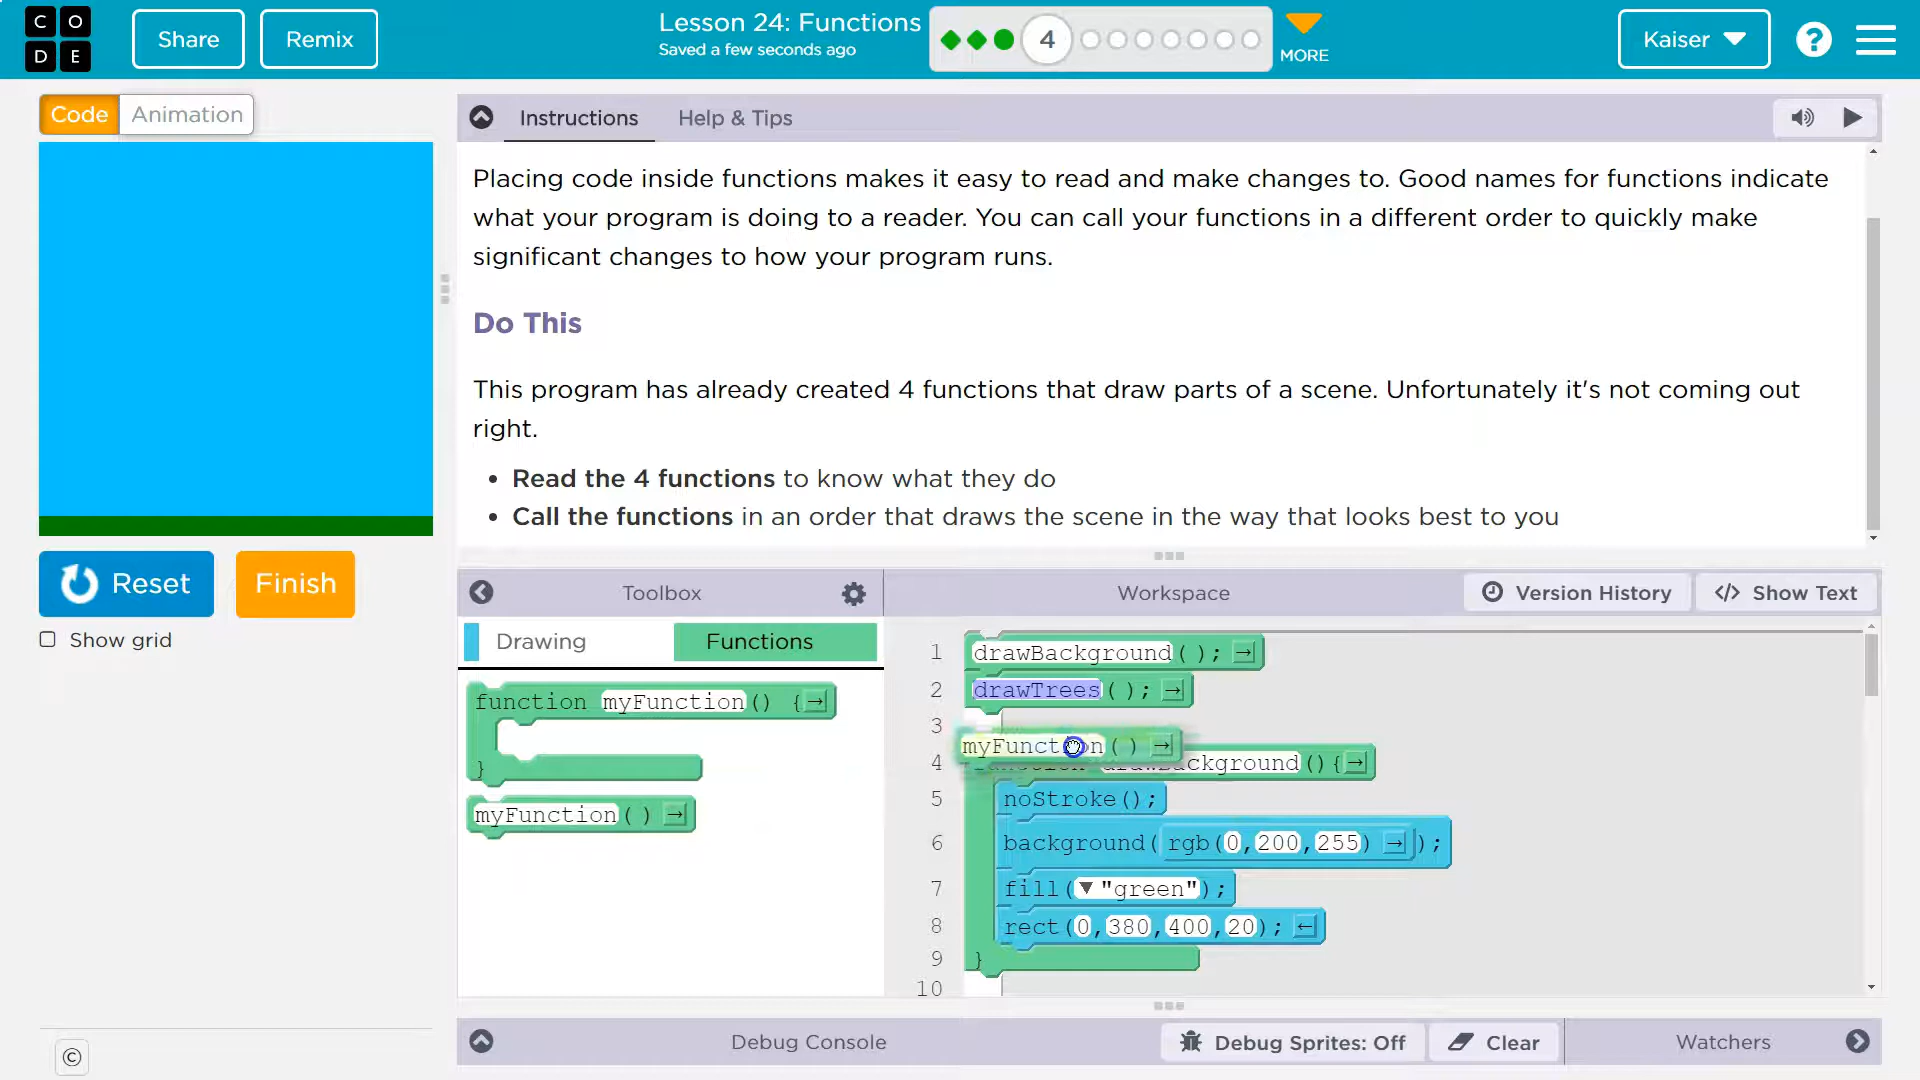 C O
D E
Share
Remix
Lesson 24: Functions
Saved a few seconds ago
4
MORE
Kaiser
?
Code
Animation
Instructions
Help & Tips
Placing code inside functions makes it easy to read and make changes to. Good names for functions indicate
what your program is doing to a reader. You can call your functions in a different order to quickly make
significant changes to how your program runs.
Do This
This program has already created 4 functions that draw parts of a scene. Unfortunately it's not coming out
right.
• Read the 4 functions to know what they do
• Call the functions in an order that draws the scene in the way that looks best to you
Reset
Finish
Show grid
Toolbox
Workspace
Version History
</> Show Text
Drawing
Functions
function myFunction() {
}
myFunction()
1 drawBackground();
2 drawTrees();
3
myFunction()
4 Background(){
5 noStroke();
6 background(rgb(0,200,255));
7 fill("green");
8 rect(0,380,400,20);
9 }
10
©
Debug Console
Debug Sprites: Off
Clear
Watchers